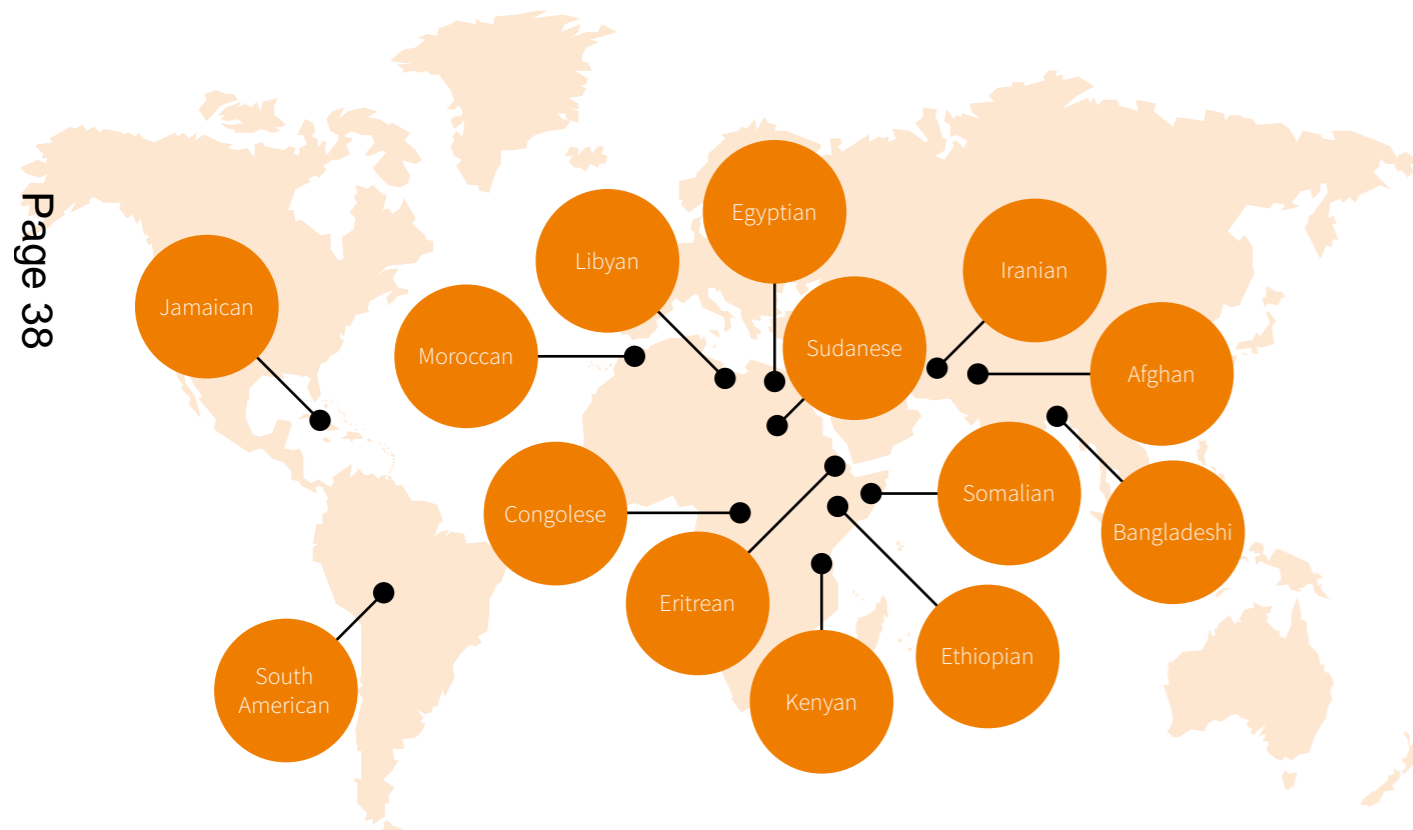 Page 38
Egyptian
Libyan
Iranian
Jamaican
Sudanese
Moroccan
Afghan
Somalian
Congolese
Bangladeshi
Eritrean
Ethiopian
South
American
Kenyan